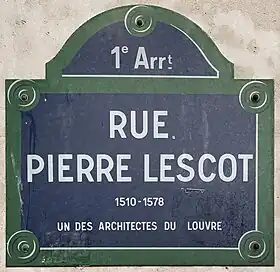 1e Arrt
RUE
PIERRE LESCOT
1510-1578
UN DES ARCHITECTES DU LOUVRE